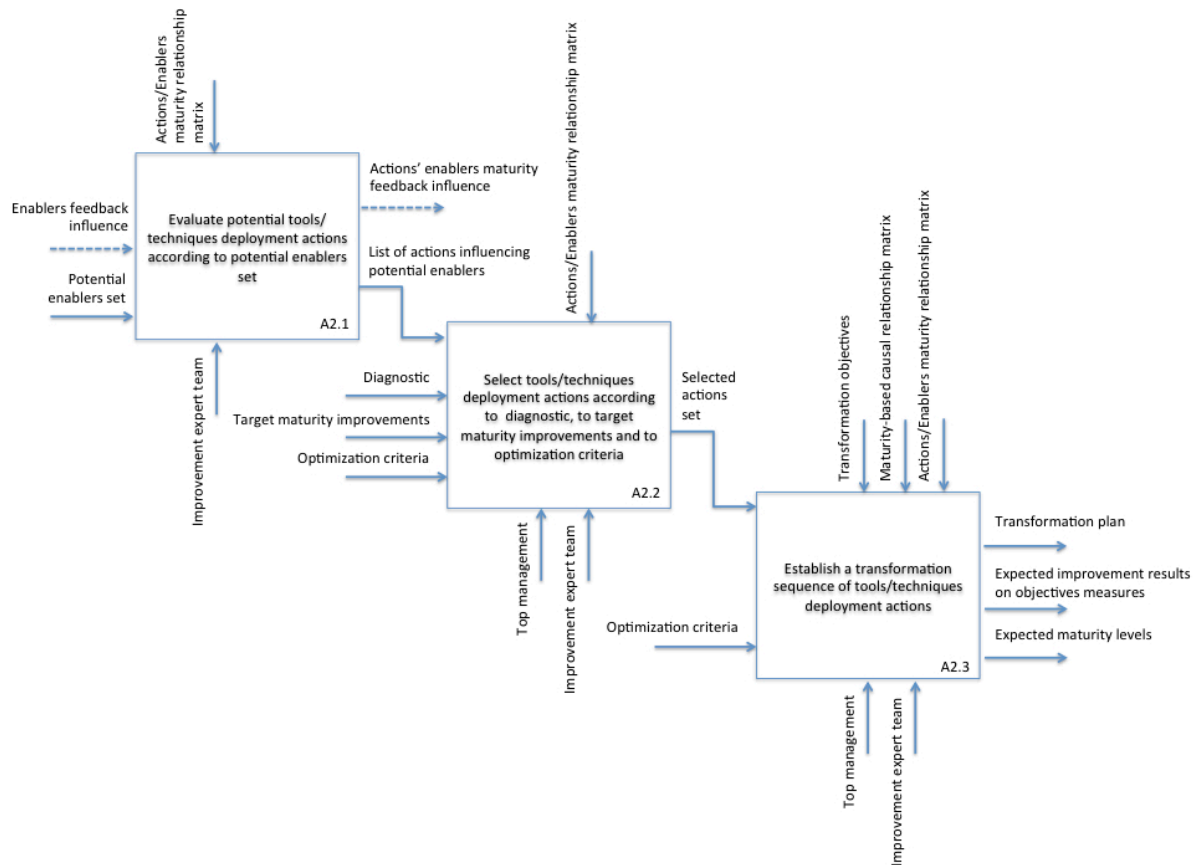 Actions/Enablers
maturity relationship
matrix
Actions/Enablers maturity relationship matrix
Actions' enablers maturity
feedback influence
Enablers feedback
influence
Evaluate potential tools/
techniques deployment actions
according to potential enablers
set
A2.1
List of actions influencing
potential enablers
Potential
enablers set
Improvement expert team
Diagnostic
Target maturity improvements
Optimization criteria
Select tools/techniques
deployment actions according
to diagnostic, to target
maturity improvements and to
optimization criteria
A2.2
Selected
actions
set
Top management
Improvement expert team
Transformation objectives
Maturity-based causal relationship matrix
Actions/Enablers maturity relationship matrix
Optimization criteria
Establish a transformation
sequence of tools/techniques
deployment actions
A2.3
Transformation plan
Expected improvement results
on objectives measures
Expected maturity levels
Top management
Improvement expert team